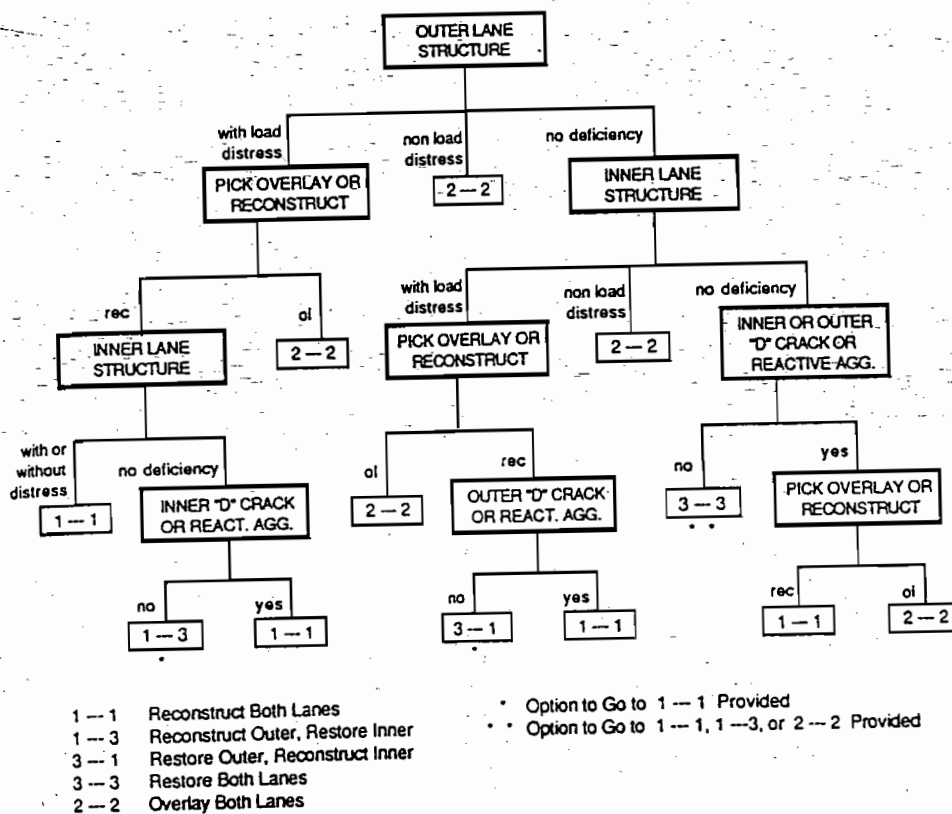 OUTER LANE
STRUCTURE
with load
distress
non load
distress
no deficiency
PICK OVERLAY OR
RECONSTRUCT
2 -- 2
INNER LANE
STRUCTURE
rec
ol
with load
distress
non load
distress
no deficiency
INNER LANE
STRUCTURE
2 -- 2
PICK OVERLAY OR
RECONSTRUCT
2 -- 2
INNER OR OUTER
"D" CRACK OR
REACTIVE AGG.
with or
without
distress
no deficiency
ol
rec
no
yes
1 -- 1
INNER "D" CRACK
OR REACT. AGG.
2 -- 2
OUTER "D" CRACK
OR REACT. AGG.
3 -- 3
* *
PICK OVERLAY OR
RECONSTRUCT
no
yes
no
yes
rec
ol
1 -- 3
*
1 -- 1
3 -- 1
*
1 -- 1
1 -- 1
2 -- 2
1 -- 1 Reconstruct Both Lanes
1 -- 3 Reconstruct Outer, Restore Inner
3 -- 1 Restore Outer, Reconstruct Inner
3 -- 3 Restore Both Lanes
2 -- 2 Overlay Both Lanes
* Option to Go to 1 -- 1 Provided
* * Option to Go to 1 -- 1, 1 -- 3, or 2 -- 2 Provided